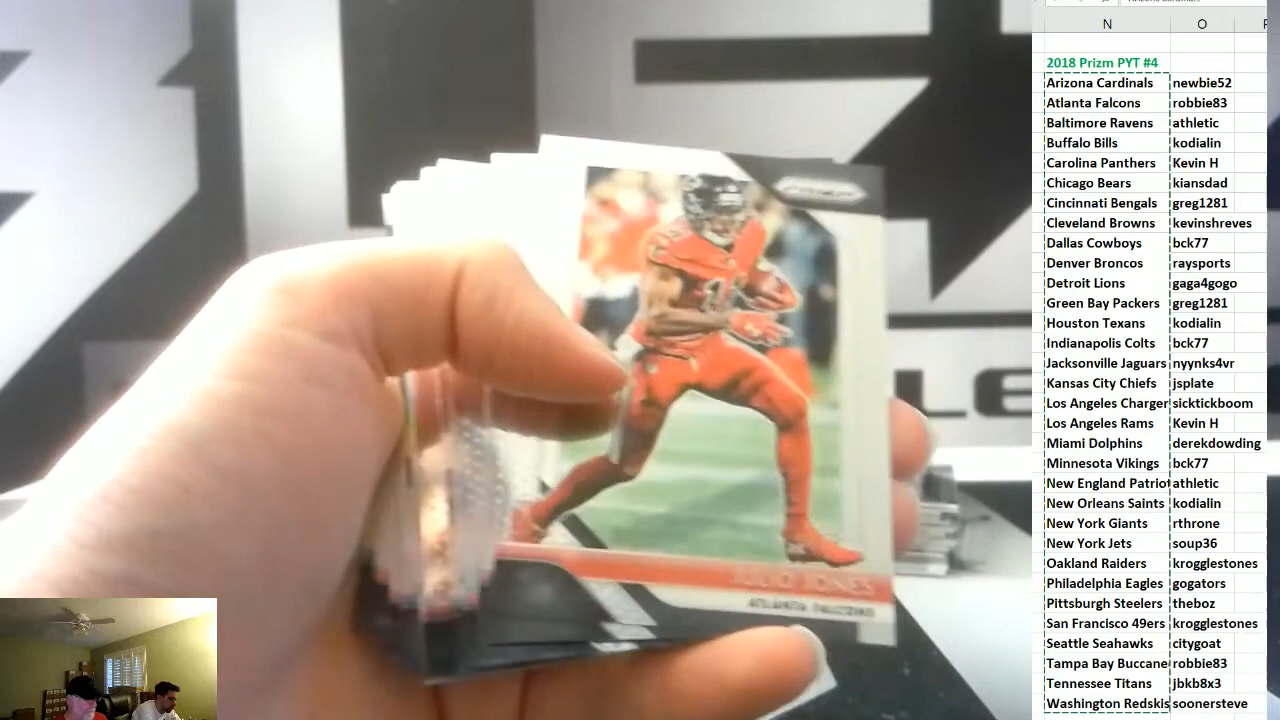 N O
2018 Prizm PYT #4
Arizona Cardinals newbie52
Atlanta Falcons robbie83
Baltimore Ravens athletic
Buffalo Bills kodialin
Carolina Panthers Kevin H
Chicago Bears kiansdad
Cincinnati Bengals greg1281
Cleveland Browns kevinshreves
Dallas Cowboys bck77
Denver Broncos raysports
Detroit Lions gaga4gogo
Green Bay Packers greg1281
Houston Texans kodialin
Indianapolis Colts bck77
Jacksonville Jaguars nyynks4vr
Kansas City Chiefs jsplate
Los Angeles Charger sicktickboom
Los Angeles Rams Kevin H
Miami Dolphins derekdowding
Minnesota Vikings bck77
New England Patriot athletic
New Orleans Saints kodialin
New York Giants rthrone
New York Jets soup36
Oakland Raiders krogglestones
Philadelphia Eagles gogators
Pittsburgh Steelers theboz
San Francisco 49ers krogglestones
Seattle Seahawks citygoat
Tampa Bay Buccane robbie83
Tennessee Titans jbkb8x3
Washington Redskis soonersteve
PRIZM
JULIO JONES
ATLANTA FALCONS
LE